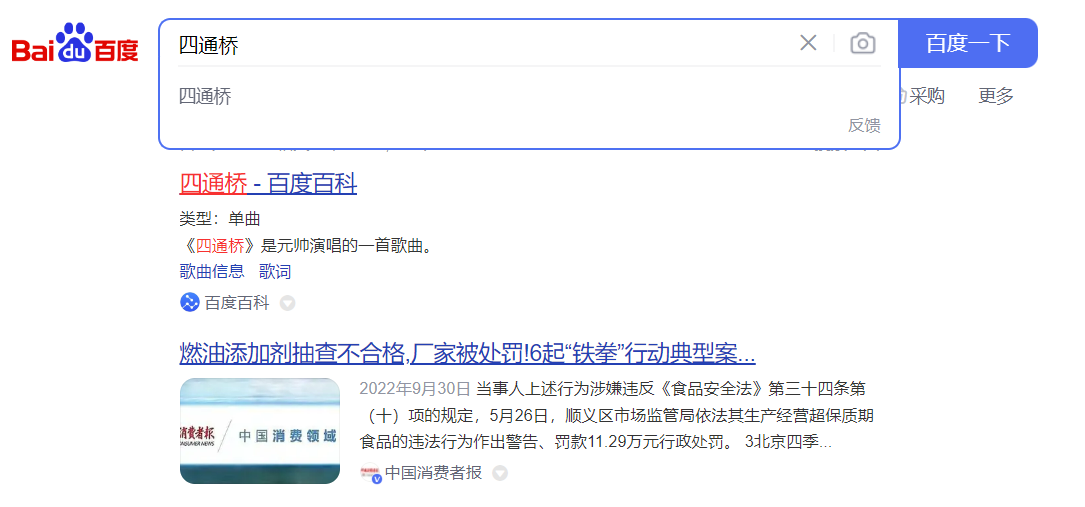 Bai du 百度
四通桥
百度一下
四通桥
采购 更多
反馈
四通桥 - 百度百科
类型：单曲
《四通桥》是元帅演唱的一首歌曲。
歌曲信息 歌词
百度百科
燃油添加剂抽查不合格,厂家被处罚!6起“铁拳”行动典型案...
消费者报
中国消费领域
2022年9月30日 当事人上述行为涉嫌违反《食品安全法》第三十四条第
（十）项的规定，5月26日，顺义区市场监管局依法其生产经营超保质期
食品的违法行为作出警告、罚款11.29万元行政处罚。 3北京四季...
中国消费者报